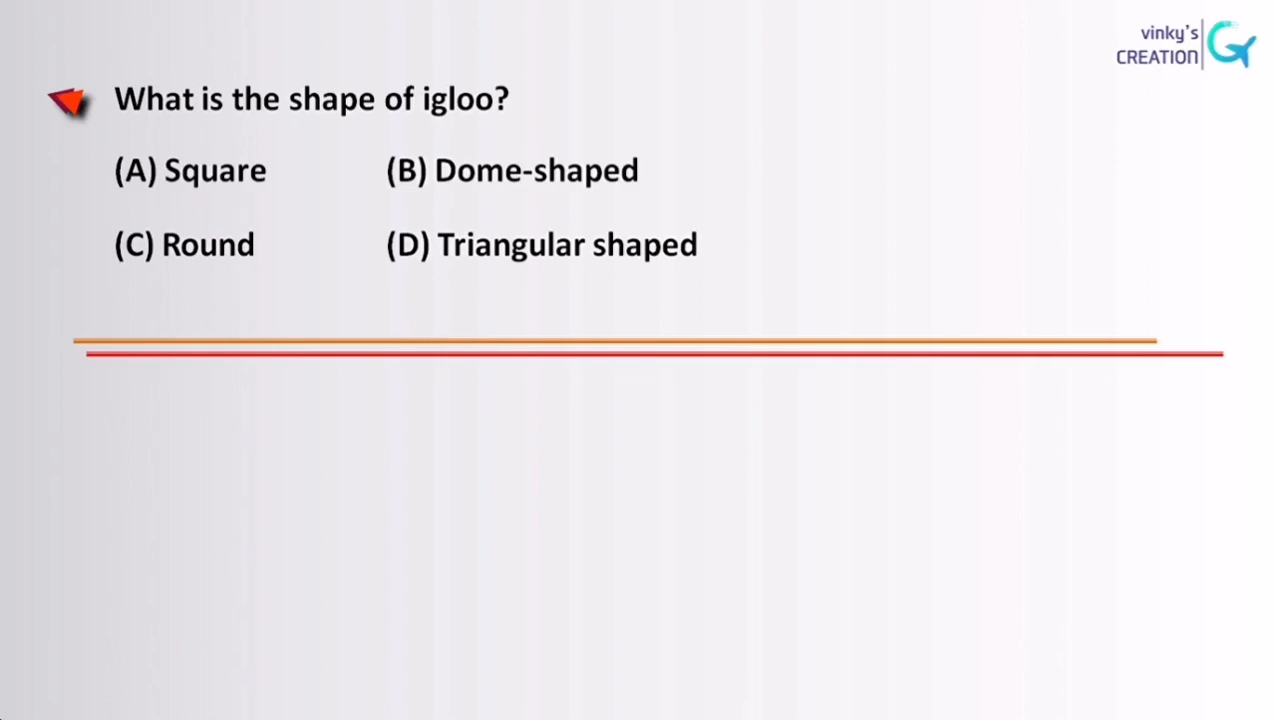 vinky's
CREATION
What is the shape of igloo?
(A) Square (B) Dome-shaped
(C) Round (D) Triangular shaped